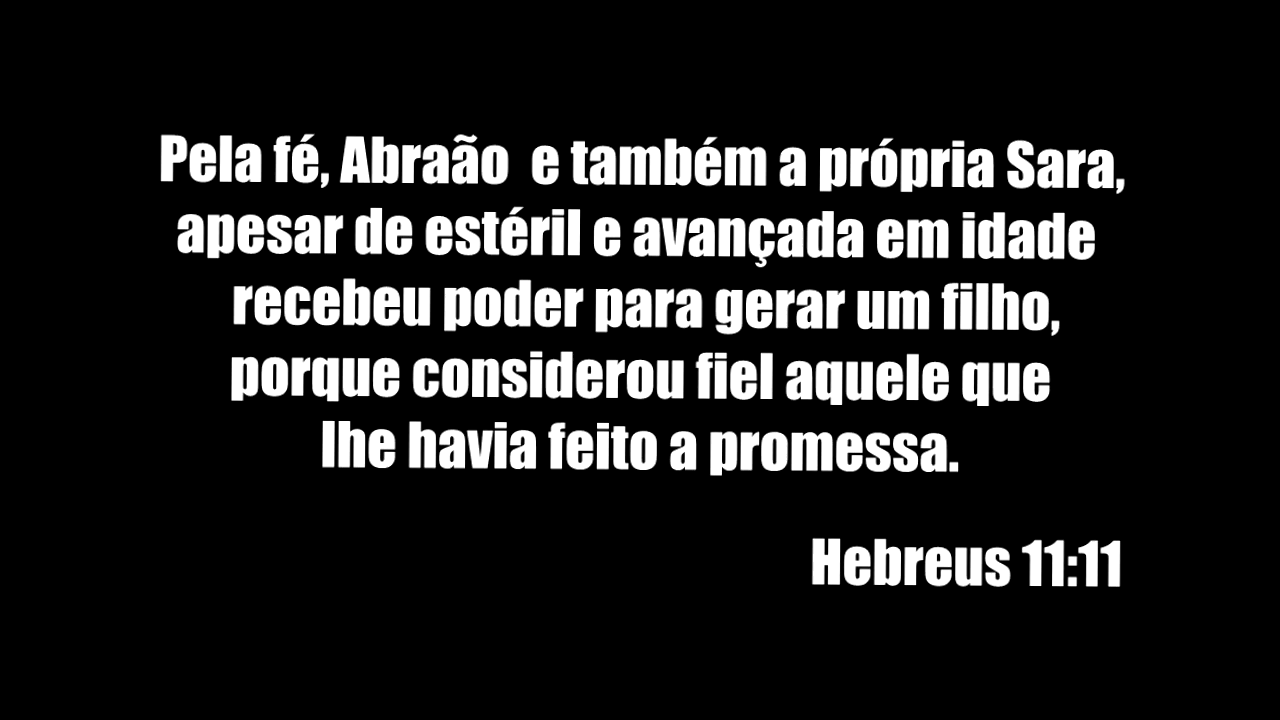 Pela fé, Abraão e também a própria Sara,
apesar de estéril e avançada em idade
recebeu poder para gerar um filho,
porque considerou fiel aquele que
lhe havia feito a promessa.
Hebreus 11:11